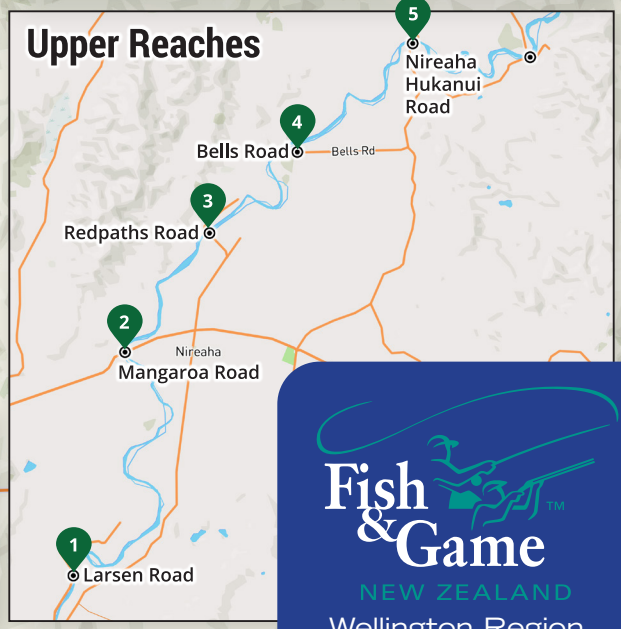 Upper Reaches
5
Nireaha
Hukanui
Road
4
Bells Road
Bells Rd
3
Redpaths Road
2
Nireaha
Mangaroa Road
1
Larsen Road
Fish
&Game
TM
NEW ZEALAND
Wellington Region